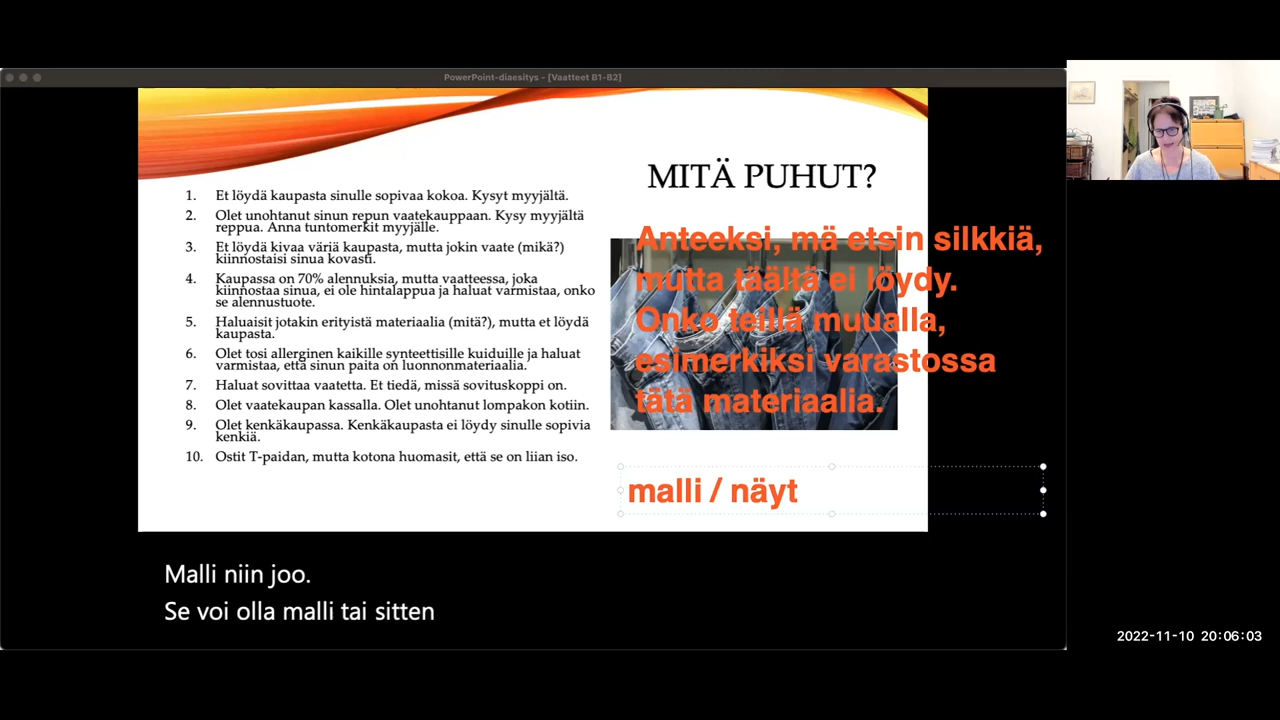 PowerPoint-diaesitys - [Vaatteet B1-B2]
MITÄ PUHUT?
1. Et löydä kaupasta sinulle sopivaa kokoa. Kysyt myyjältä.
2. Olet unohtanut sinun repun vaatekauppaan. Kysy myyjältä
reppua. Anna tuntomerkit myyjälle.
3. Et löydä kivaa väriä kaupasta, mutta jokin vaate (mikä?)
kiinnostaisi sinua kovasti.
4. Kaupassa on 70% alennuksia, mutta vaatteessa, joka
kiinnostaa sinua, ei ole hintalappua ja haluat varmistaa, onko
se alennustuote.
5. Haluaisit jotakin erityistä materiaalia (mitä?), mutta et löydä
kaupasta.
6. Olet tosi allerginen kaikille synteettisille kuiduille ja haluat
varmistaa, että sinun paita on luonnonmateriaalia.
7. Haluat sovittaa vaatetta. Et tiedä, missä sovituskoppi on.
8. Olet vaatekaupan kassalla. Olet unohtanut lompakon kotiin.
9. Olet kenkäkaupassa. Kenkäkaupasta ei löydy sinulle sopivia
kenkiä.
10. Ostit T-paidan, mutta kotona huomasit, että se on liian iso.
Anteeksi, mä etsin silkkiä,
mutta täältä ei löydy.
Onko teillä muualla,
esimerkiksi varastossa
tätä materiaalia.
malli / näyt
Malli niin joo.
Se voi olla malli tai sitten
2022-11-10 20:06:03